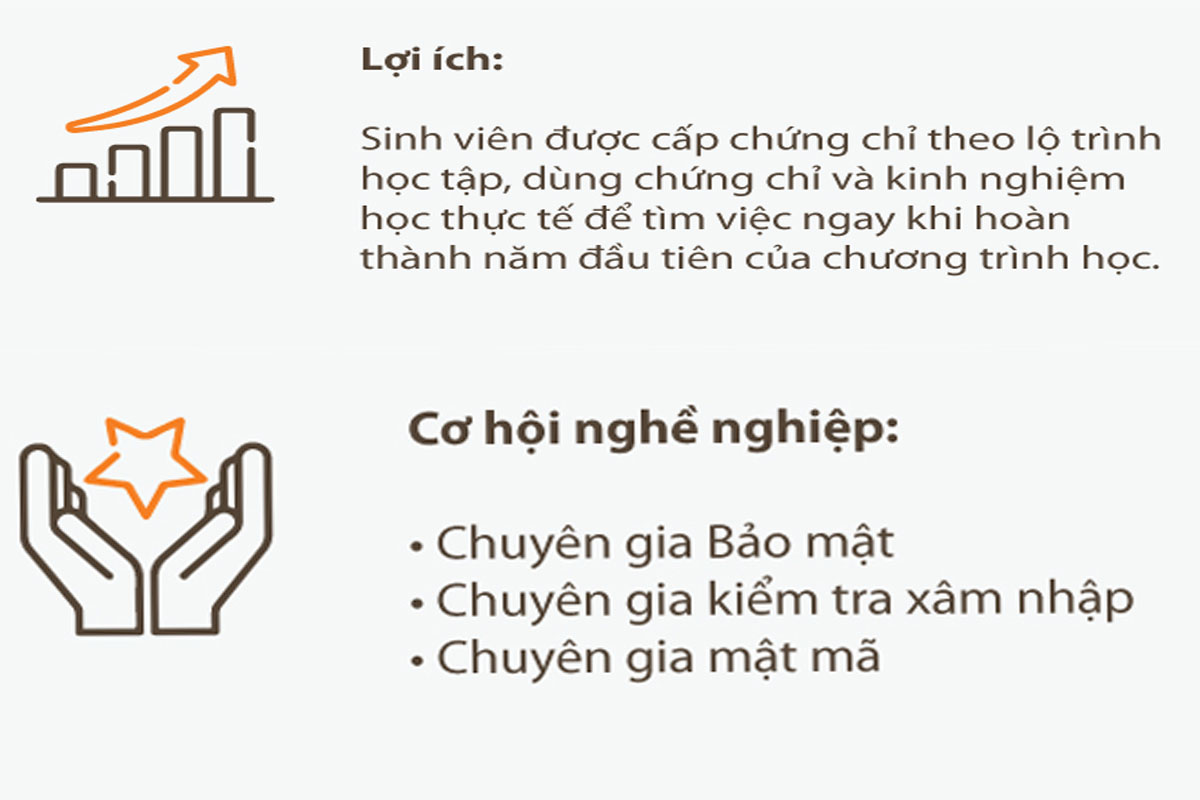 Lợi ích:
Sinh viên được cấp chứng chỉ theo lộ trình
học tập, dùng chứng chỉ và kinh nghiệm
học thực tế để tìm việc ngay khi hoàn
thành năm đầu tiên của chương trình học.
Cơ hội nghề nghiệp:
• Chuyên gia Bảo mật
• Chuyên gia kiểm tra xâm nhập
• Chuyên gia mật mã